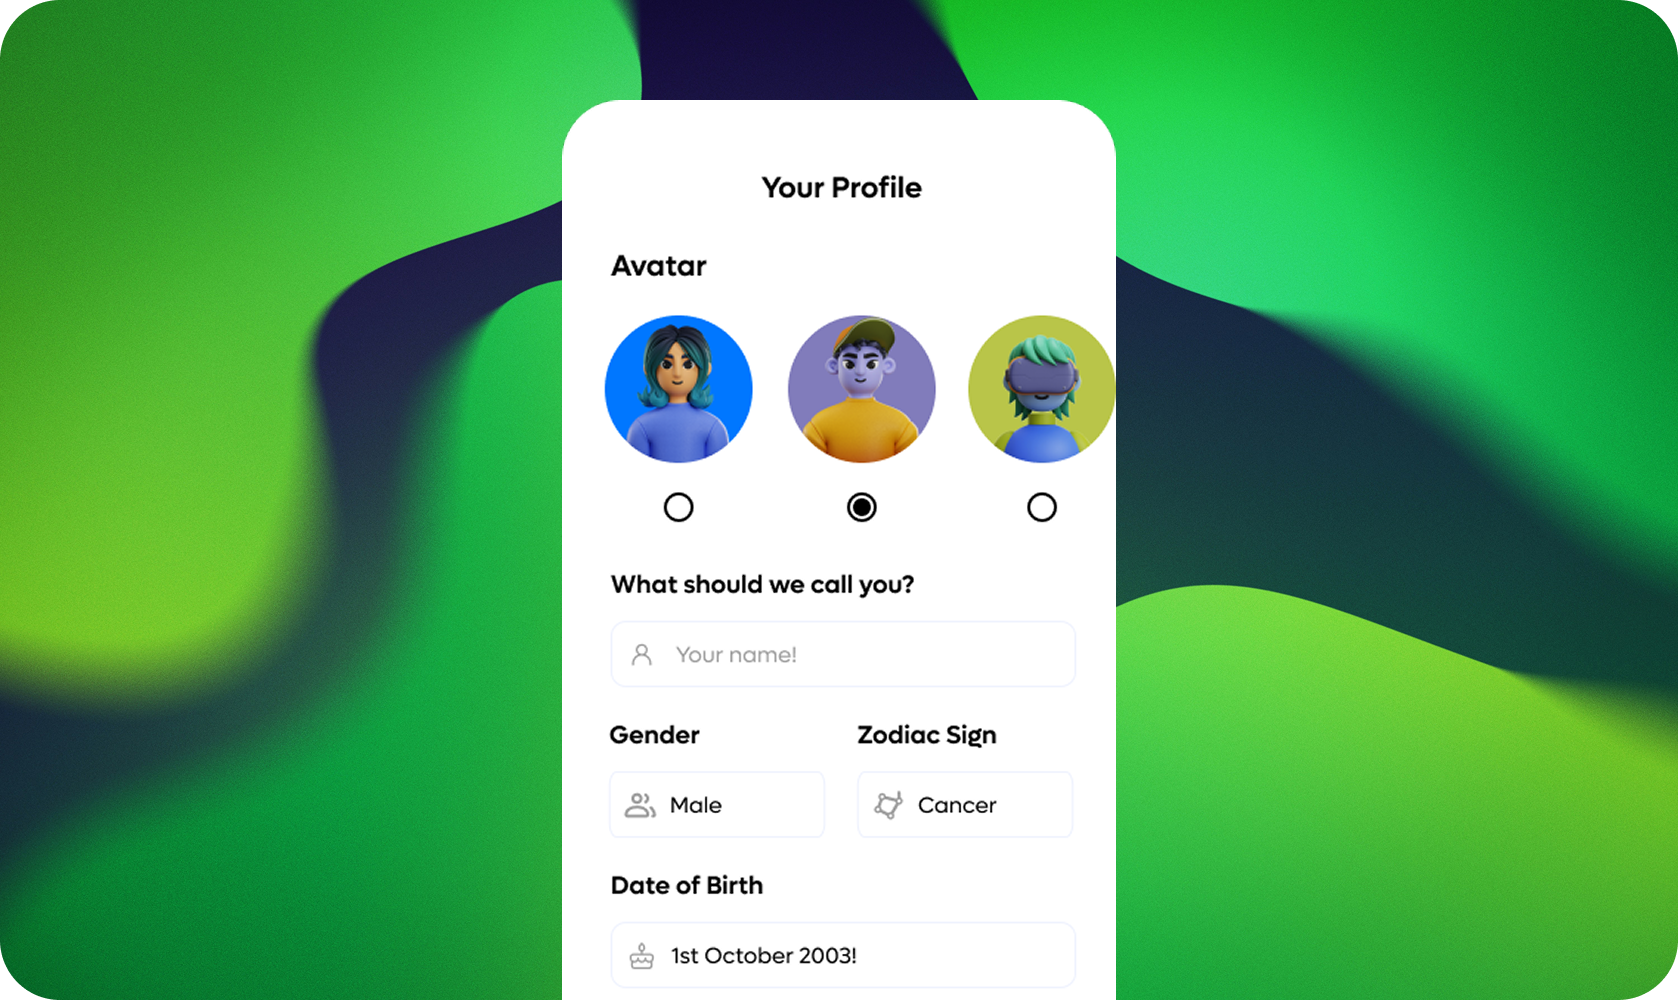 Your Profile
Avatar
What should we call you?
Your name!
Gender
Zodiac Sign
Male
Cancer
Date of Birth
1st October 2003!